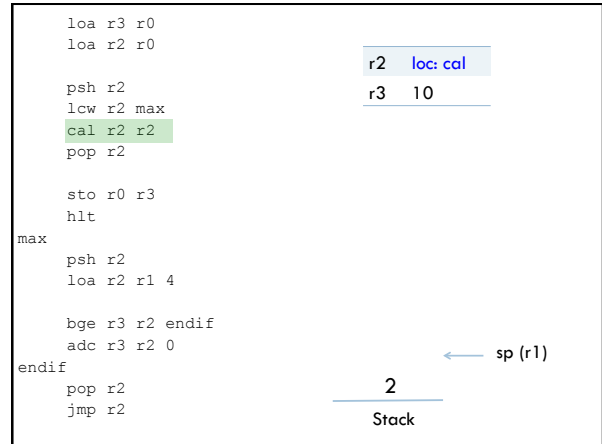 loa r3 r0
loa r2 r0
psh r2
lcw r2 max
cal r2 r2
pop r2
sto r0 r3
hlt
max
psh r2
loa r2 r1 4
bge r3 r2 endif
adc r3 r2 0
endif
pop r2
jmp r2
r2 loc: cal
r3 10
sp (r1)
2
Stack